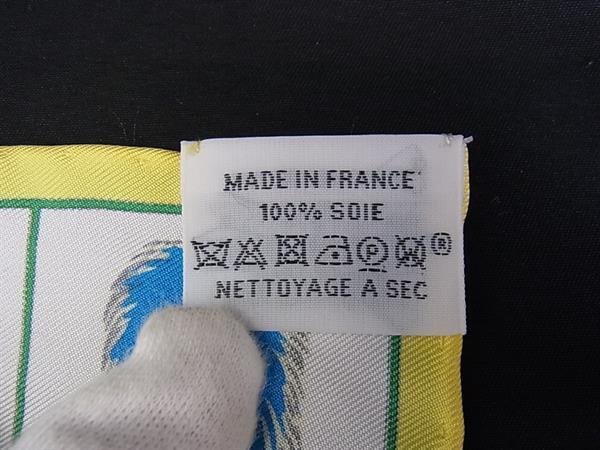 MADE IN FRANCE
100% SOIE
P W ®
NETTOYAGE A SEC